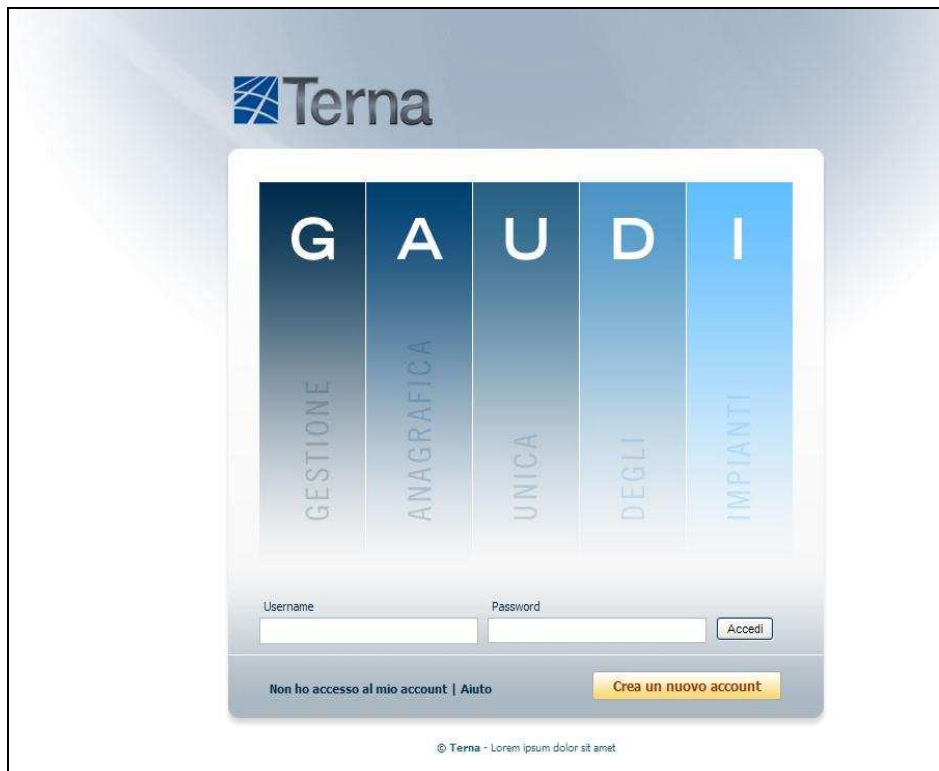 Terna
G A U D I
GESTIONE
ANAGRAFICA
UNICA
DEGLI
IMPIANTI
Username Password
Accedi
Non ho accesso al mio account | Aiuto
Crea un nuovo account
© Terna - Lorem ipsum dolor sit amet